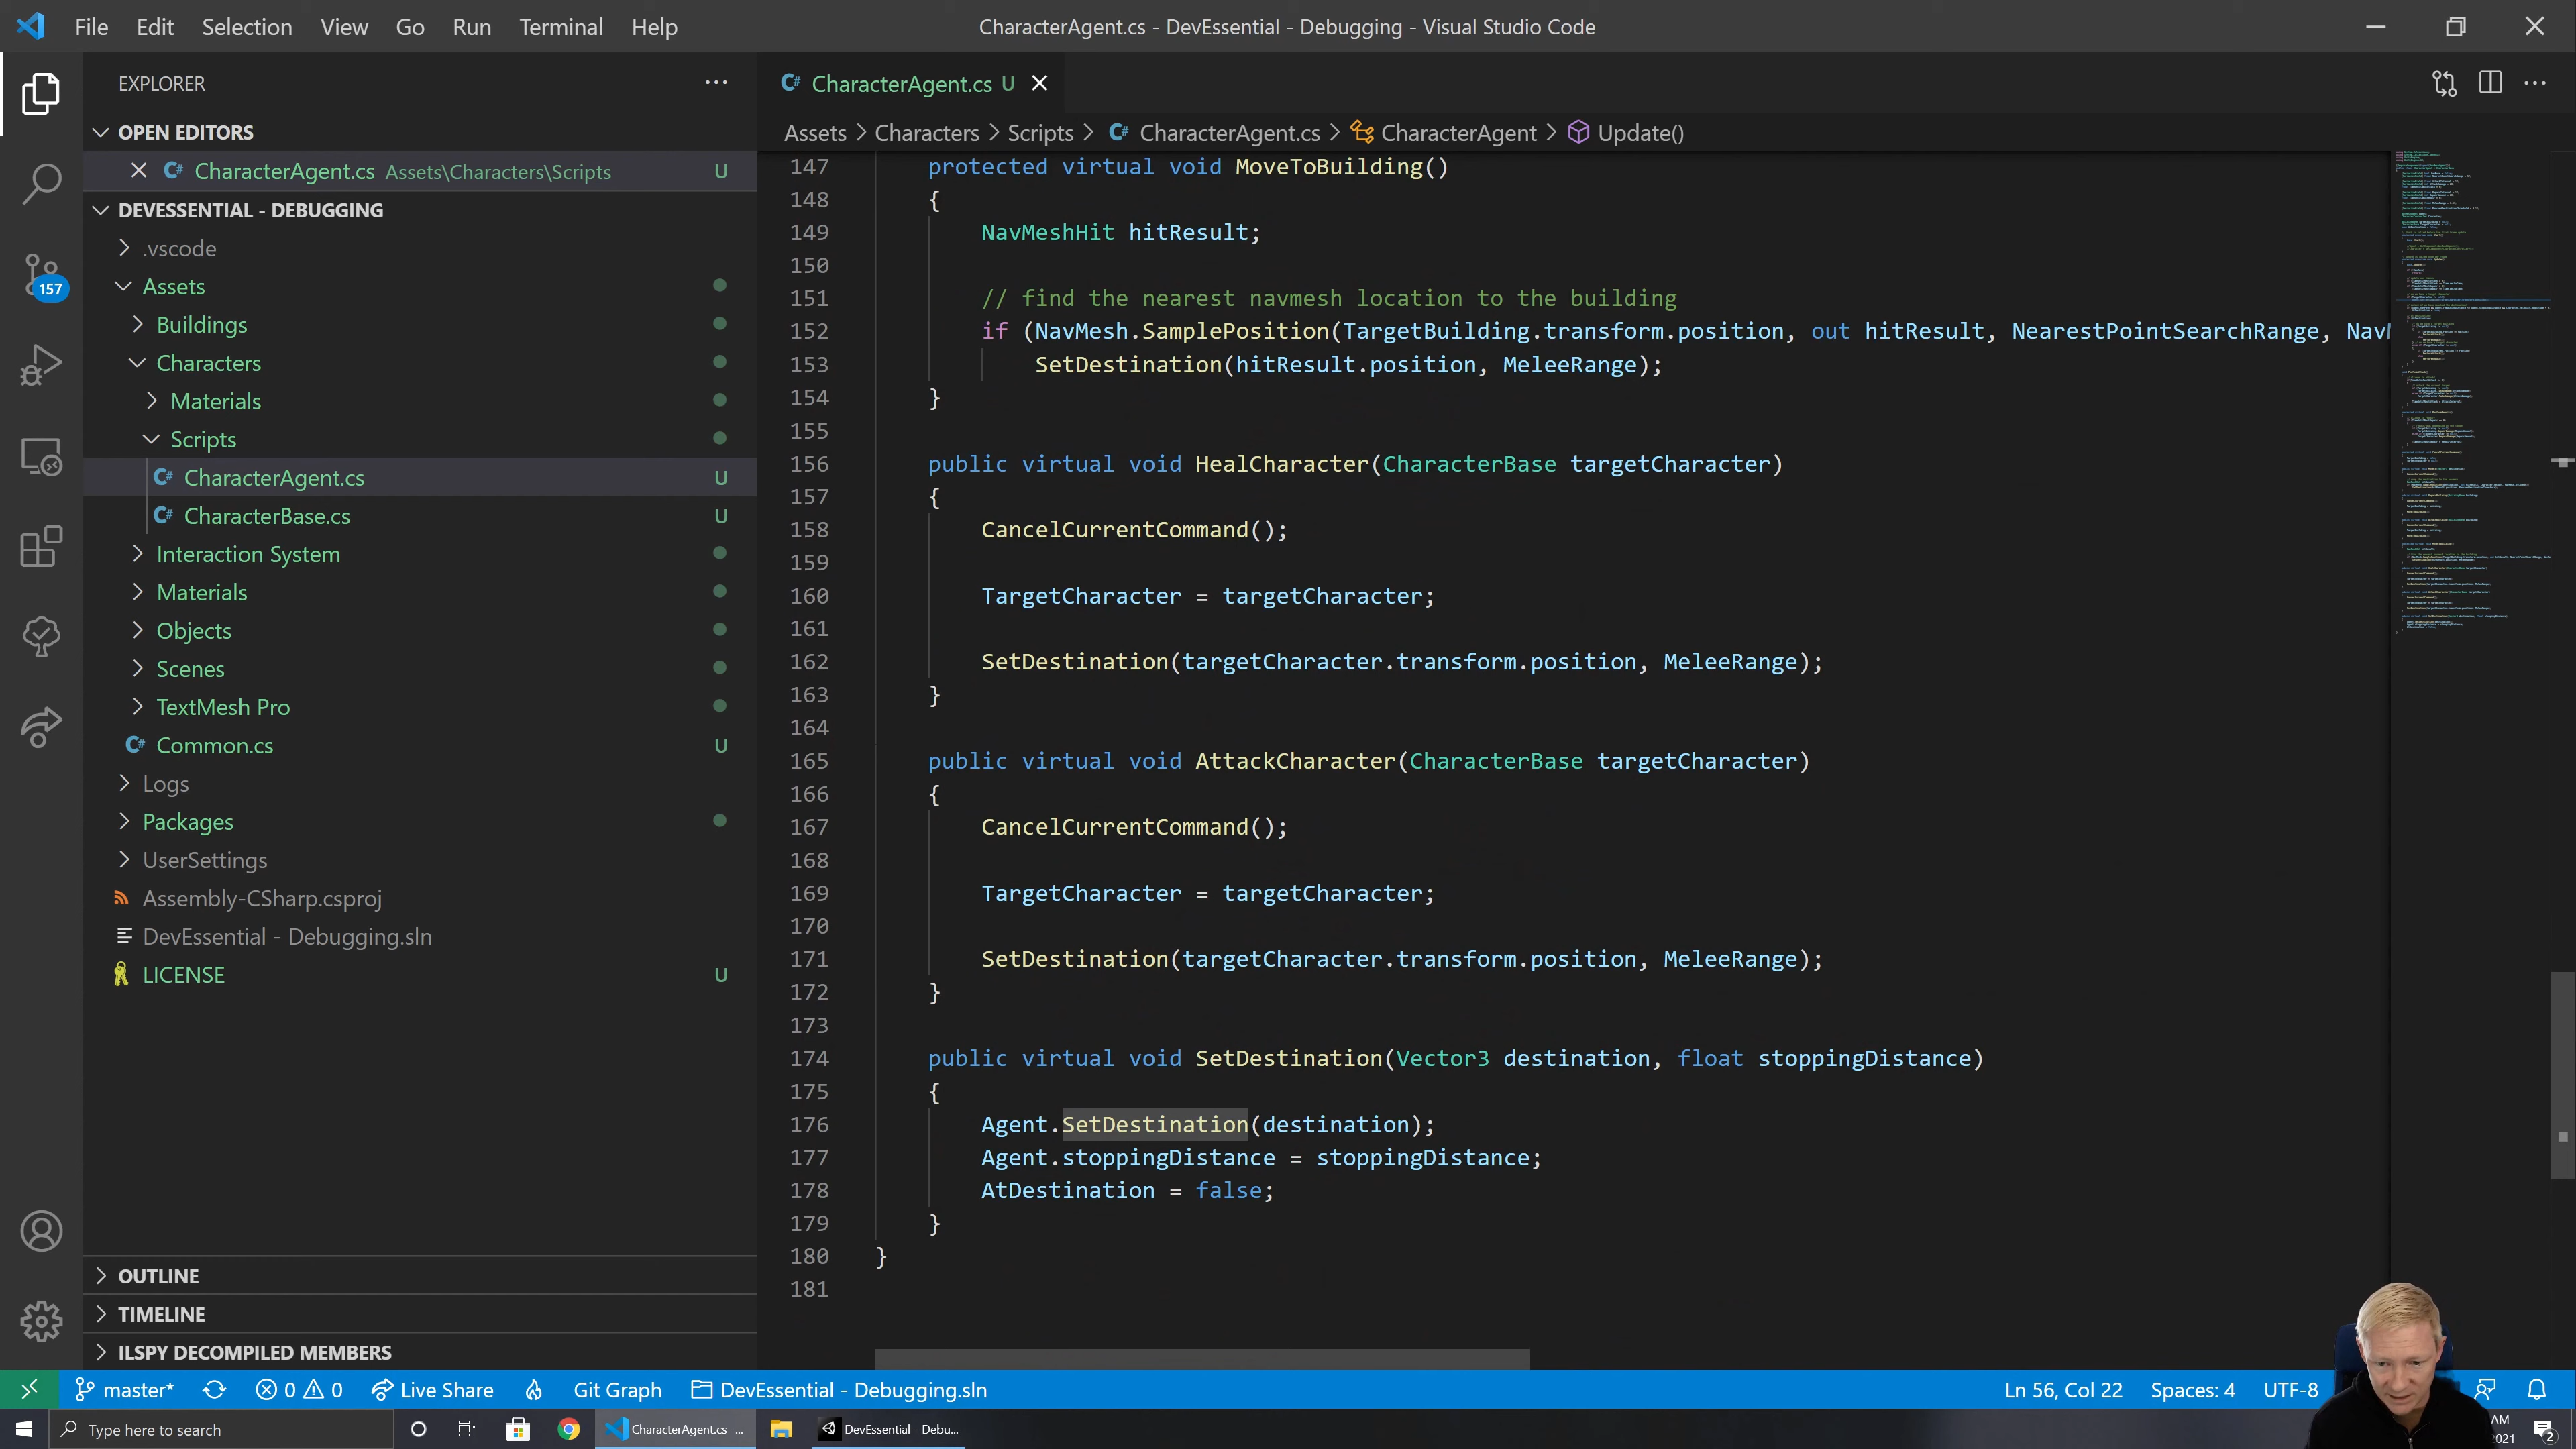 File Edit Selection View Go Run Terminal Help
CharacterAgent.cs - DevEssential - Debugging - Visual Studio Code
EXPLORER
OPEN EDITORS
CharacterAgent.cs Assets\Characters\Scripts U
DEVESSENTIAL - DEBUGGING
.vscode
Assets
Buildings
Characters
Materials
Scripts
C# CharacterAgent.cs U
C# CharacterBase.cs U
Interaction System
Materials
Objects
Scenes
TextMesh Pro
C# Common.cs U
Logs
Packages
UserSettings
Assembly-CSharp.csproj
DevEssential - Debugging.sln
LICENSE U
OUTLINE
TIMELINE
ILSPY DECOMPILED MEMBERS
157
C# CharacterAgent.cs U
Assets > Characters > Scripts > C# CharacterAgent.cs > CharacterAgent > Update()
147 protected virtual void MoveToBuilding()
148 {
149 NavMeshHit hitResult;
150
151 // find the nearest navmesh location to the building
152 if (NavMesh.SamplePosition(TargetBuilding.transform.position, out hitResult, NearestPointSearchRange, Nav
153 SetDestination(hitResult.position, MeleeRange);
154 }
155
156 public virtual void HealCharacter(CharacterBase targetCharacter)
157 {
158 CancelCurrentCommand();
159
160 TargetCharacter = targetCharacter;
161
162 SetDestination(targetCharacter.transform.position, MeleeRange);
163 }
164
165 public virtual void AttackCharacter(CharacterBase targetCharacter)
166 {
167 CancelCurrentCommand();
168
169 TargetCharacter = targetCharacter;
170
171 SetDestination(targetCharacter.transform.position, MeleeRange);
172 }
173
174 public virtual void SetDestination(Vector3 destination, float stoppingDistance)
175 {
176 Agent.SetDestination(destination);
177 Agent.stoppingDistance = stoppingDistance;
178 AtDestination = false;
179 }
180 }
181
master* 0 0 Live Share Git Graph DevEssential - Debugging.sln
Ln 56, Col 22 Spaces: 4 UTF-8
Type here to search
CharacterAgent.cs -...
DevEssential - Debu...
AM
2021
2